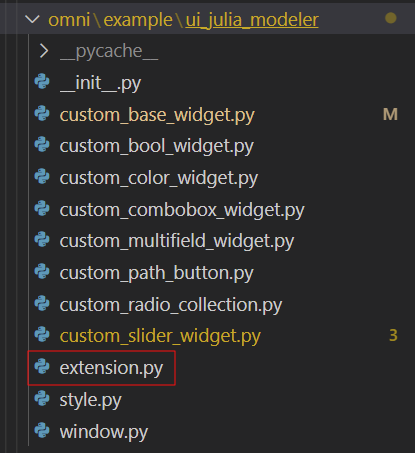 omni\example\ui_julia_modeler
__pycache__
__init__.py
custom_base_widget.py M
custom_bool_widget.py
custom_color_widget.py
custom_combobox_widget.py
custom_multifield_widget.py
custom_path_button.py
custom_radio_collection.py
custom_slider_widget.py 3
extension.py
style.py
window.py